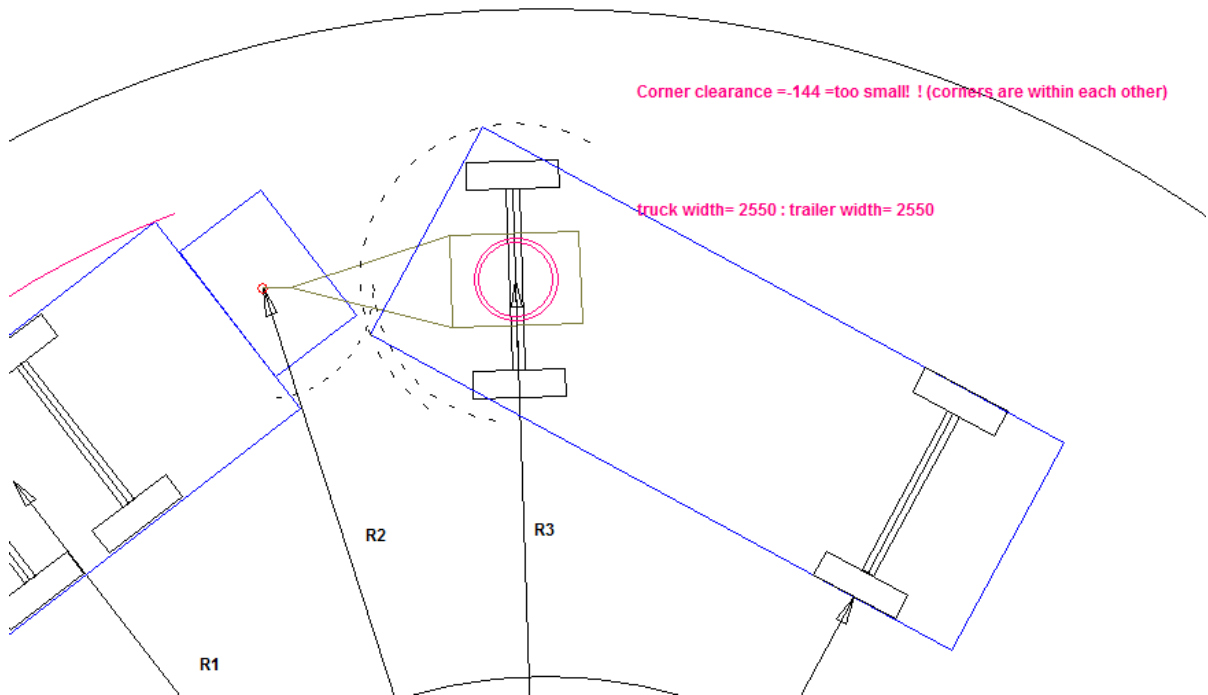 Corner clearance =-144 =too small! ! (corners are within each other)
truck width= 2550 : trailer width= 2550
R2
R3
R1